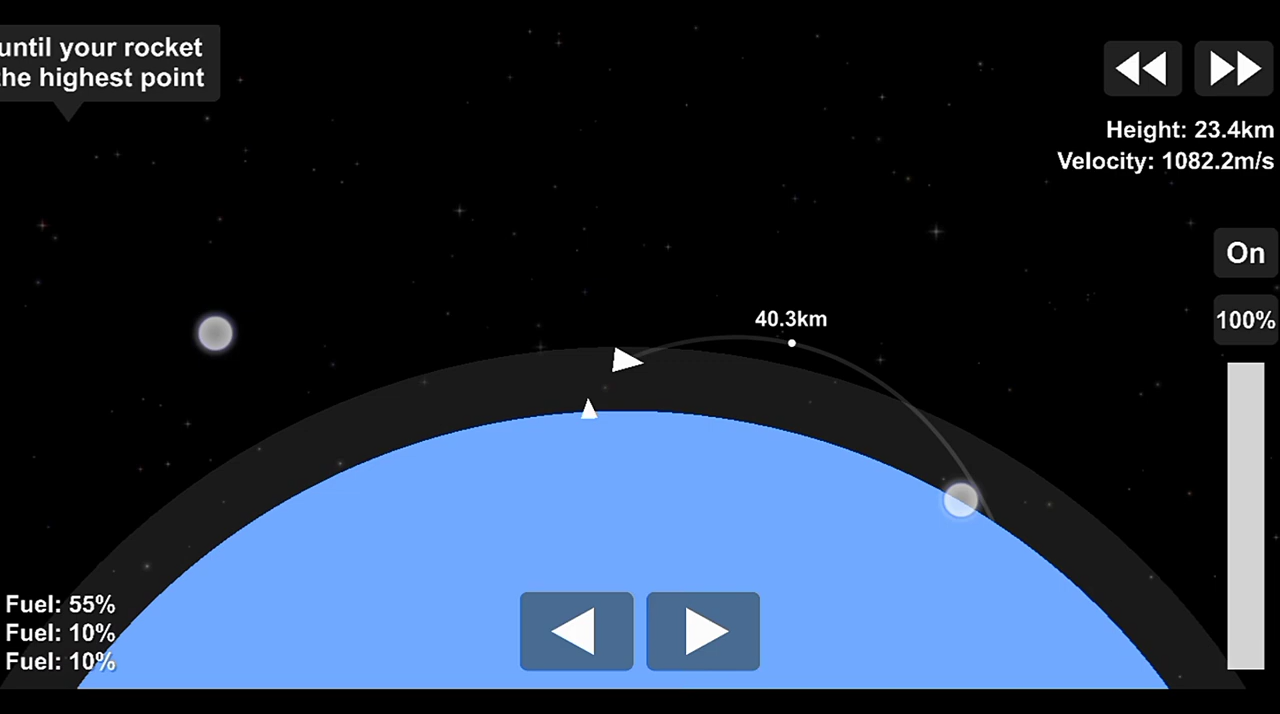 until your rocket
the highest point
Height: 23.4km
Velocity: 1082.2m/s
On
100%
40.3km
Fuel: 55%
Fuel: 10%
Fuel: 10%